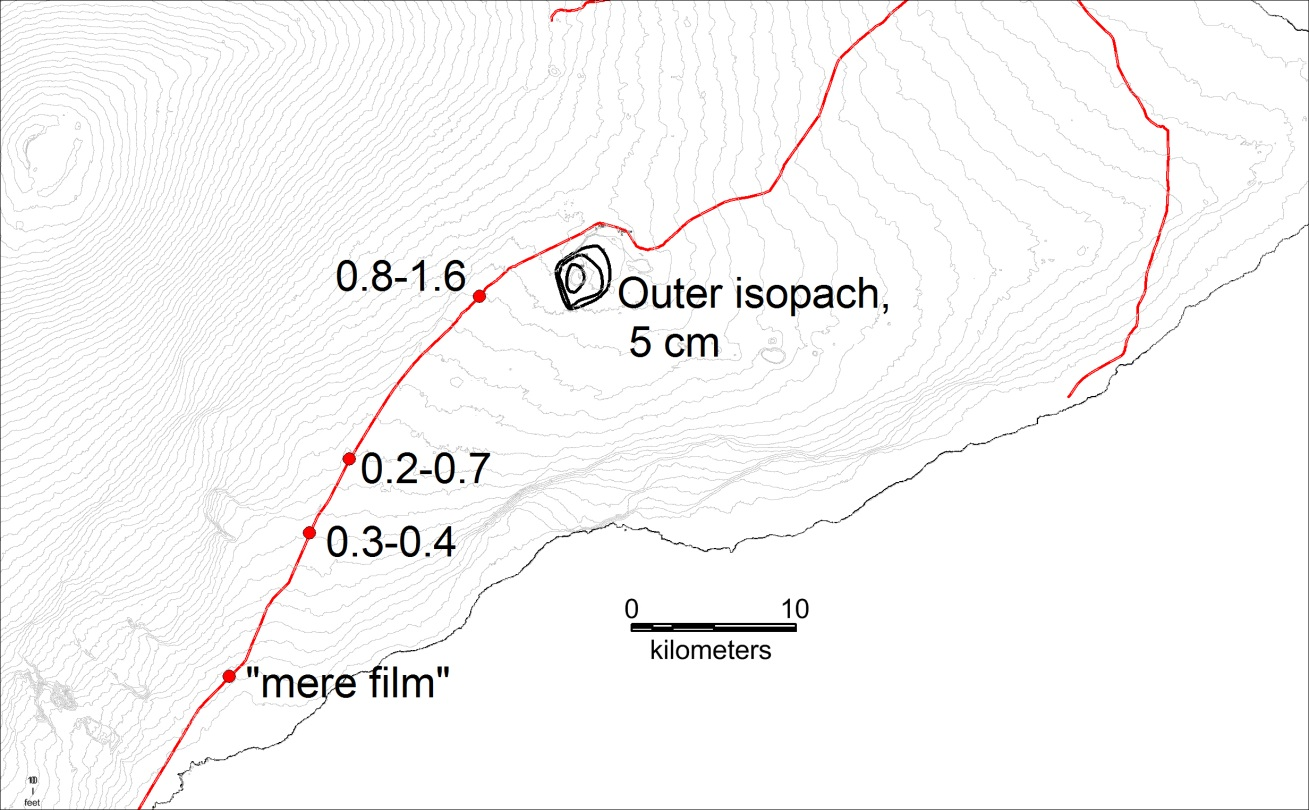 0.8-1.6
Outer isopach,
5 cm
0.2-0.7
0.3-0.4
0 10
kilometers
"mere film"
feet